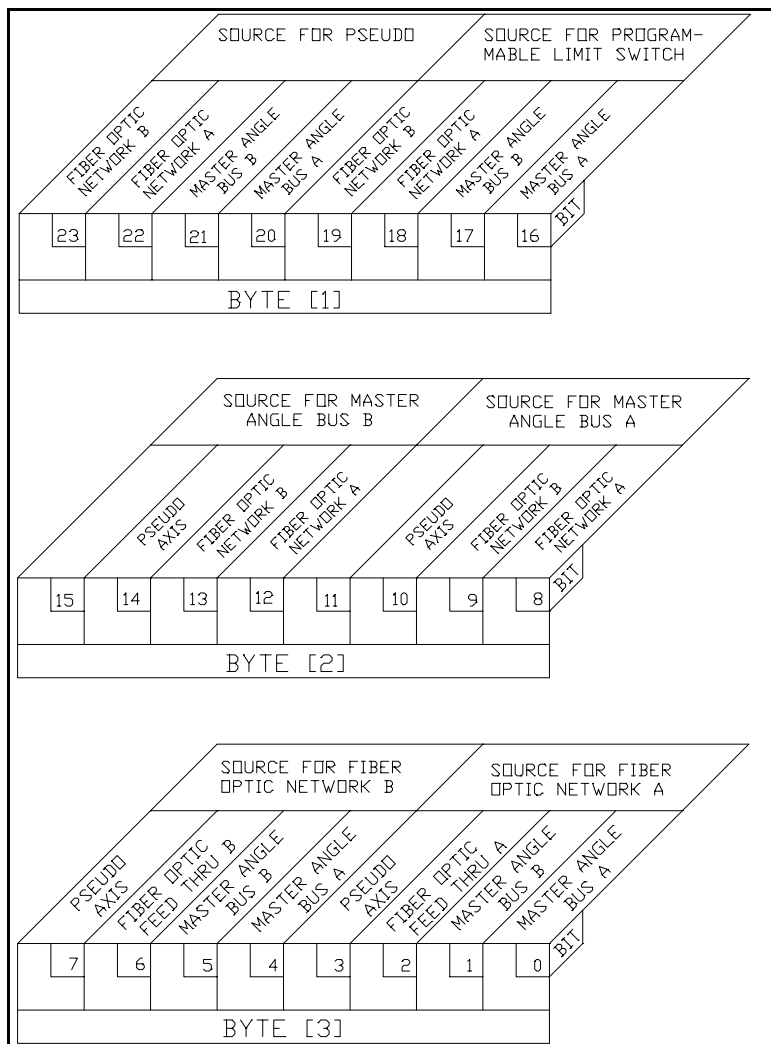 SOURCE FOR PSEUDO
SOURCE FOR PROGRAM-
MABLE LIMIT SWITCH
FIBER OPTIC
NETWORK B
FIBER OPTIC
NETWORK A
MASTER ANGLE
BUS B
MASTER ANGLE
BUS A
FIBER OPTIC
NETWORK B
FIBER OPTIC
NETWORK A
MASTER ANGLE
BUS B
MASTER ANGLE
BUS A
BIT
23 22 21 20 19 18 17 16
BYTE [1]
SOURCE FOR MASTER
ANGLE BUS B
SOURCE FOR MASTER
ANGLE BUS A
PSEUDO
AXIS
FIBER OPTIC
NETWORK B
FIBER OPTIC
NETWORK A
PSEUDO
AXIS
FIBER OPTIC
NETWORK B
FIBER OPTIC
NETWORK A
BIT
15 14 13 12 11 10 9 8
BYTE [2]
SOURCE FOR FIBER
OPTIC NETWORK B
SOURCE FOR FIBER
OPTIC NETWORK A
PSEUDO
AXIS
FIBER OPTIC
FEED THRU B
MASTER ANGLE
BUS B
MASTER ANGLE
BUS A
PSEUDO
AXIS
FIBER OPTIC
FEED THRU A
MASTER ANGLE
BUS B
MASTER ANGLE
BUS A
BIT
7 6 5 4 3 2 1 0
BYTE [3]